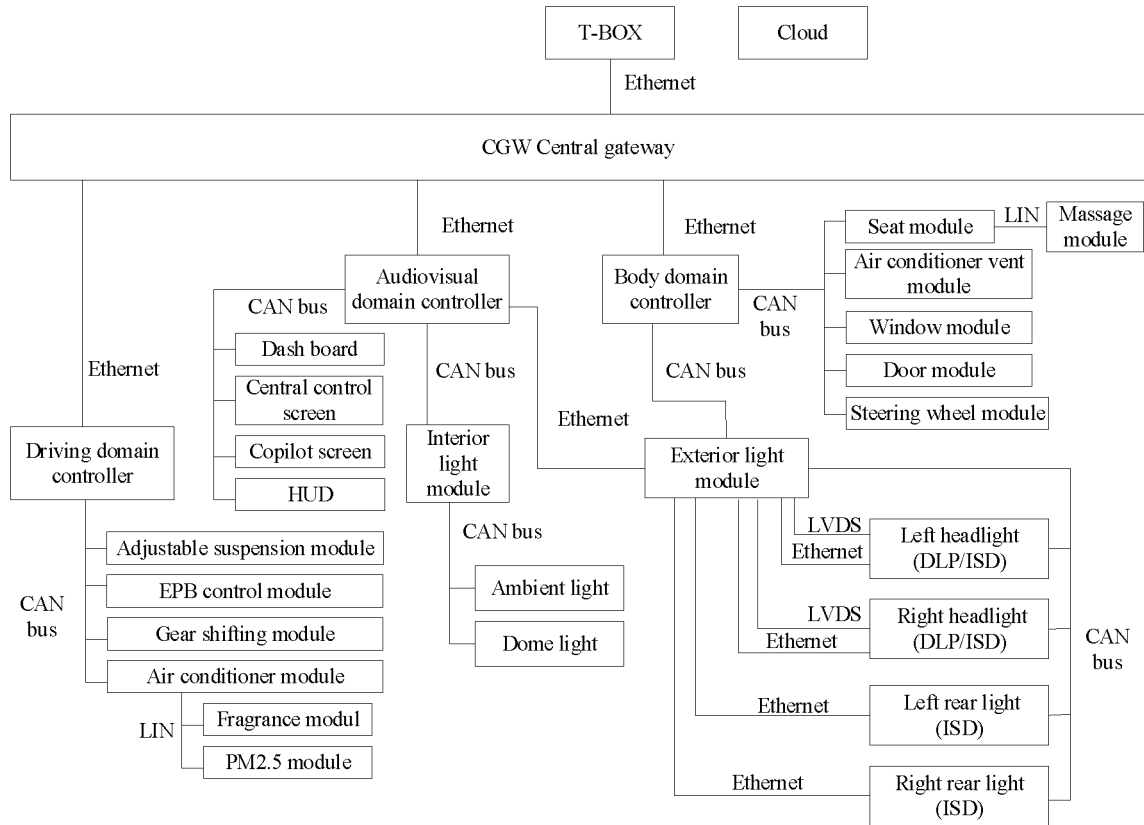 T-BOX
Cloud
Ethernet
CGW Central gateway
Ethernet
Ethernet
Ethernet
Audiovisual
domain controller
Body domain
controller
CAN
bus
Seat module
LIN
Massage
module
Air conditioner vent
module
Window module
Door module
Steering wheel module
CAN bus
Dash board
Central control
screen
Copilot screen
HUD
CAN bus
Interior
light
module
CAN bus
Ambient light
Dome light
Ethernet
CAN bus
Exterior light
module
Driving domain
controller
CAN
bus
Adjustable suspension module
EPB control module
Gear shifting module
Air conditioner module
LIN
Fragrance modul
PM2.5 module
LVDS
Ethernet
Left headlight
(DLP/ISD)
LVDS
Ethernet
Right headlight
(DLP/ISD)
Ethernet
Left rear light
(ISD)
Ethernet
Right rear light
(ISD)
CAN
bus